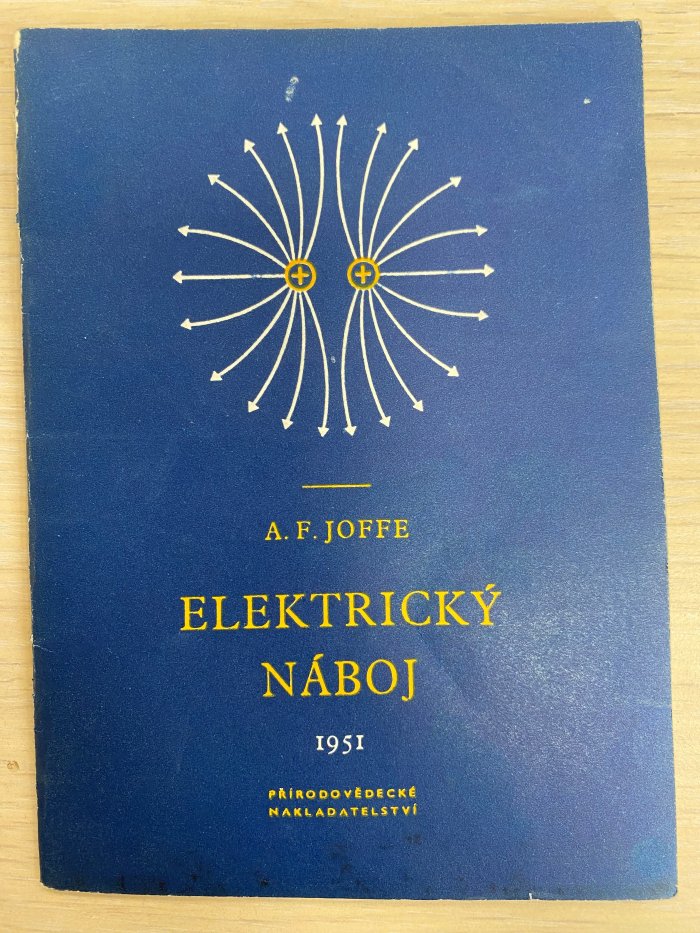 A. F. JOFFE
ELEKTRICKÝ
NÁBOJ
1951
PŘÍRODOVĚDECKÉ
NAKLADATELSTVÍ